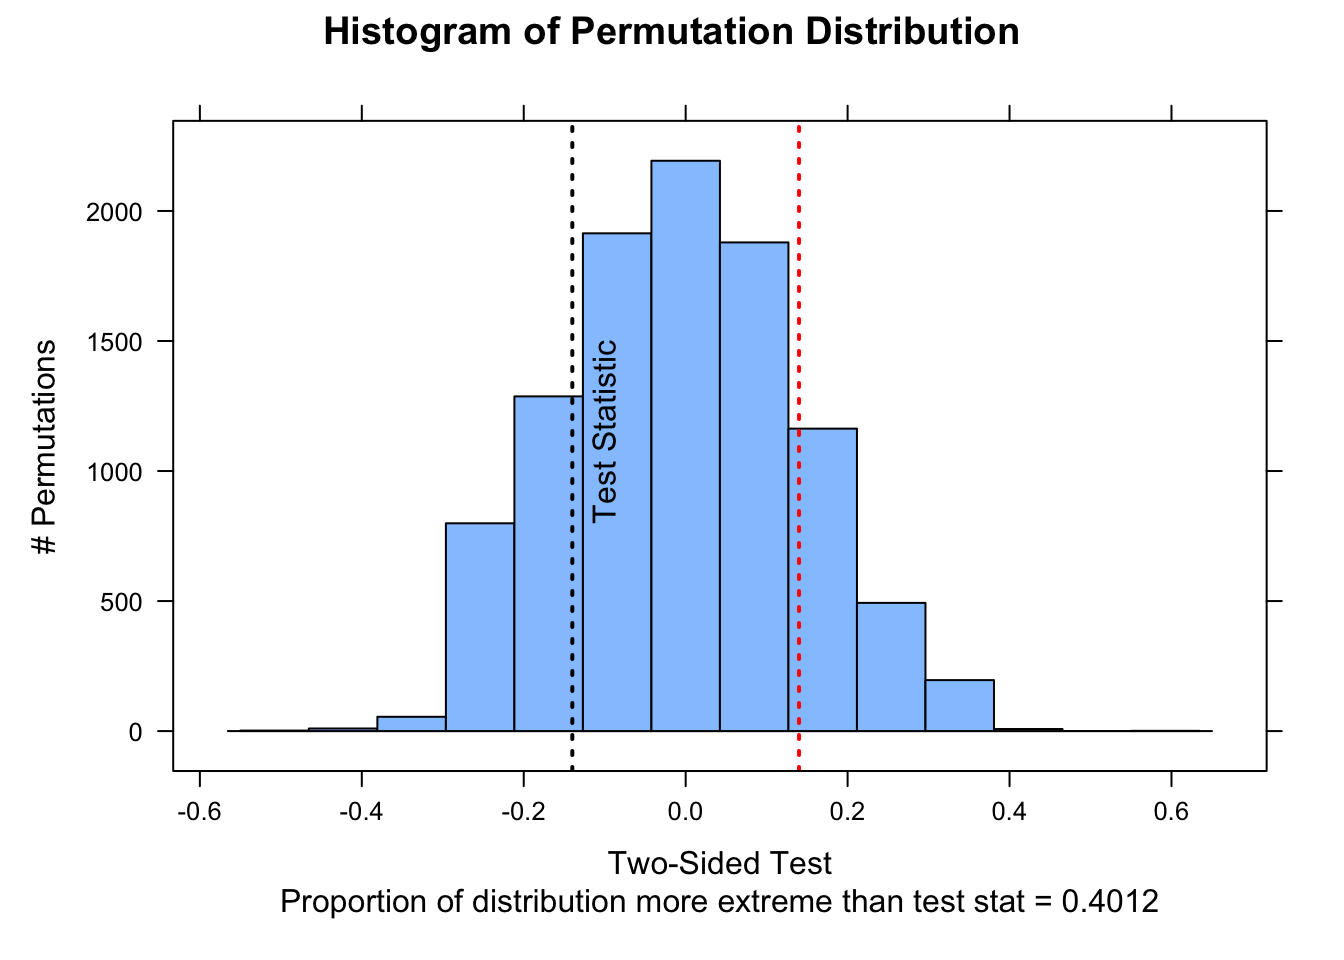 Histogram of Permutation Distribution
# Permutations
2000
1500
1000
500
0
Test Statistic
-0.6 -0.4 -0.2 0.0 0.2 0.4 0.6
Two-Sided Test
Proportion of distribution more extreme than test stat = 0.4012